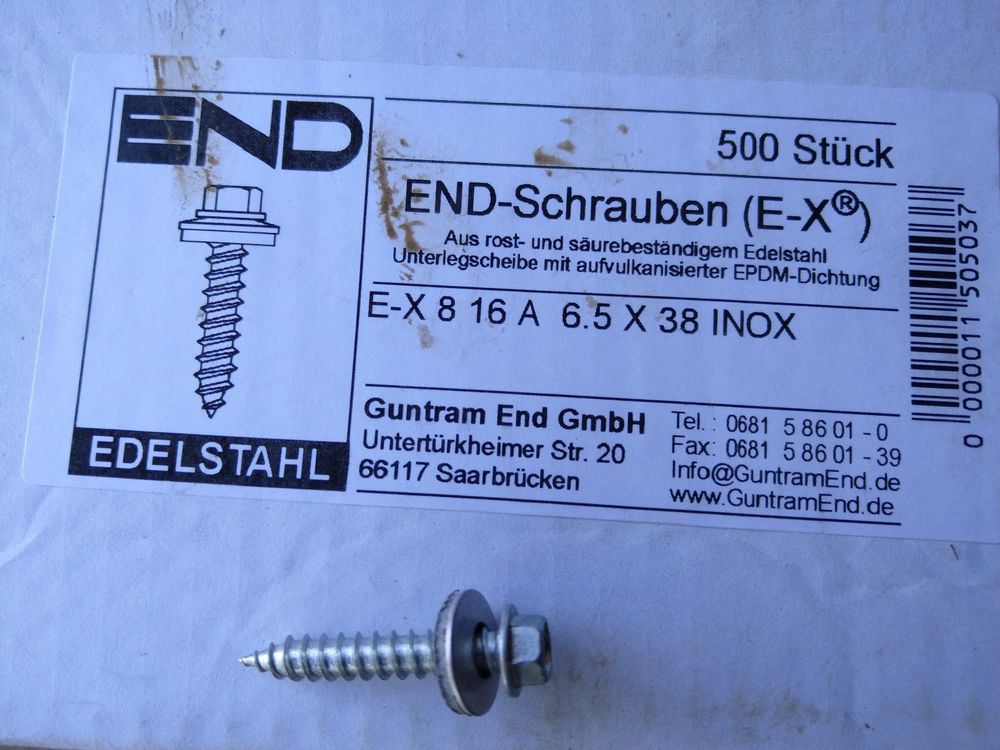 END
EDELSTAHL
500 Stück
END-Schrauben (E-X®)
Aus rost- und säurebeständigem Edelstahl
Unterlegscheibe mit aufvulkanisierter EPDM-Dichtung
E-X 8 16 A 6.5 X 38 INOX
Guntram End GmbH
Untertürkheimer Str. 20
66117 Saarbrücken
Tel.: 0681 5 86 01 - 0
Fax: 0681 5 86 01 - 39
Info@GuntramEnd.de
www.GuntramEnd.de
0 000011 505037